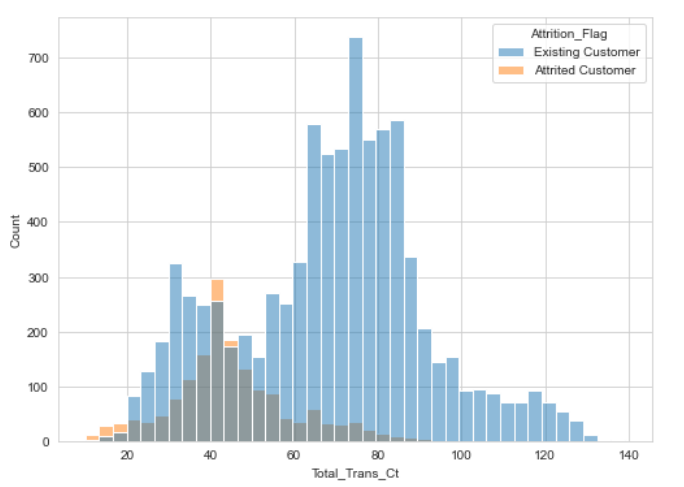 Attrition_Flag
Existing Customer
Attrited Customer
700
600
500
400
300
200
100
0
Count
20 40 60 80 100 120 140
Total_Trans_Ct